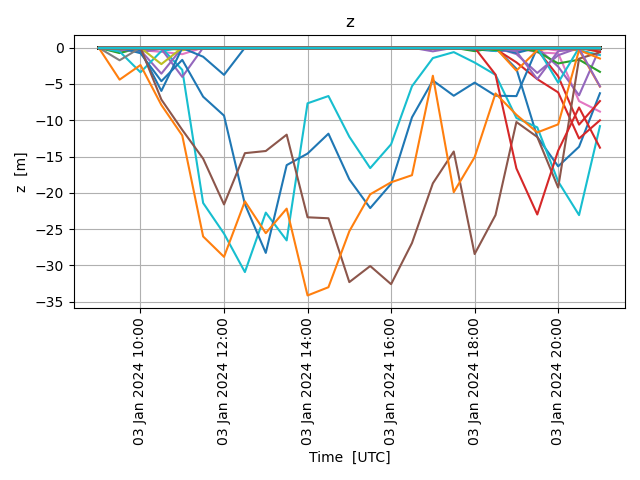 z
0
−5
−10
−15
−20
−25
−30
−35
z [m]
03 Jan 2024 10:00
03 Jan 2024 12:00
03 Jan 2024 14:00
03 Jan 2024 16:00
03 Jan 2024 18:00
03 Jan 2024 20:00
Time [UTC]